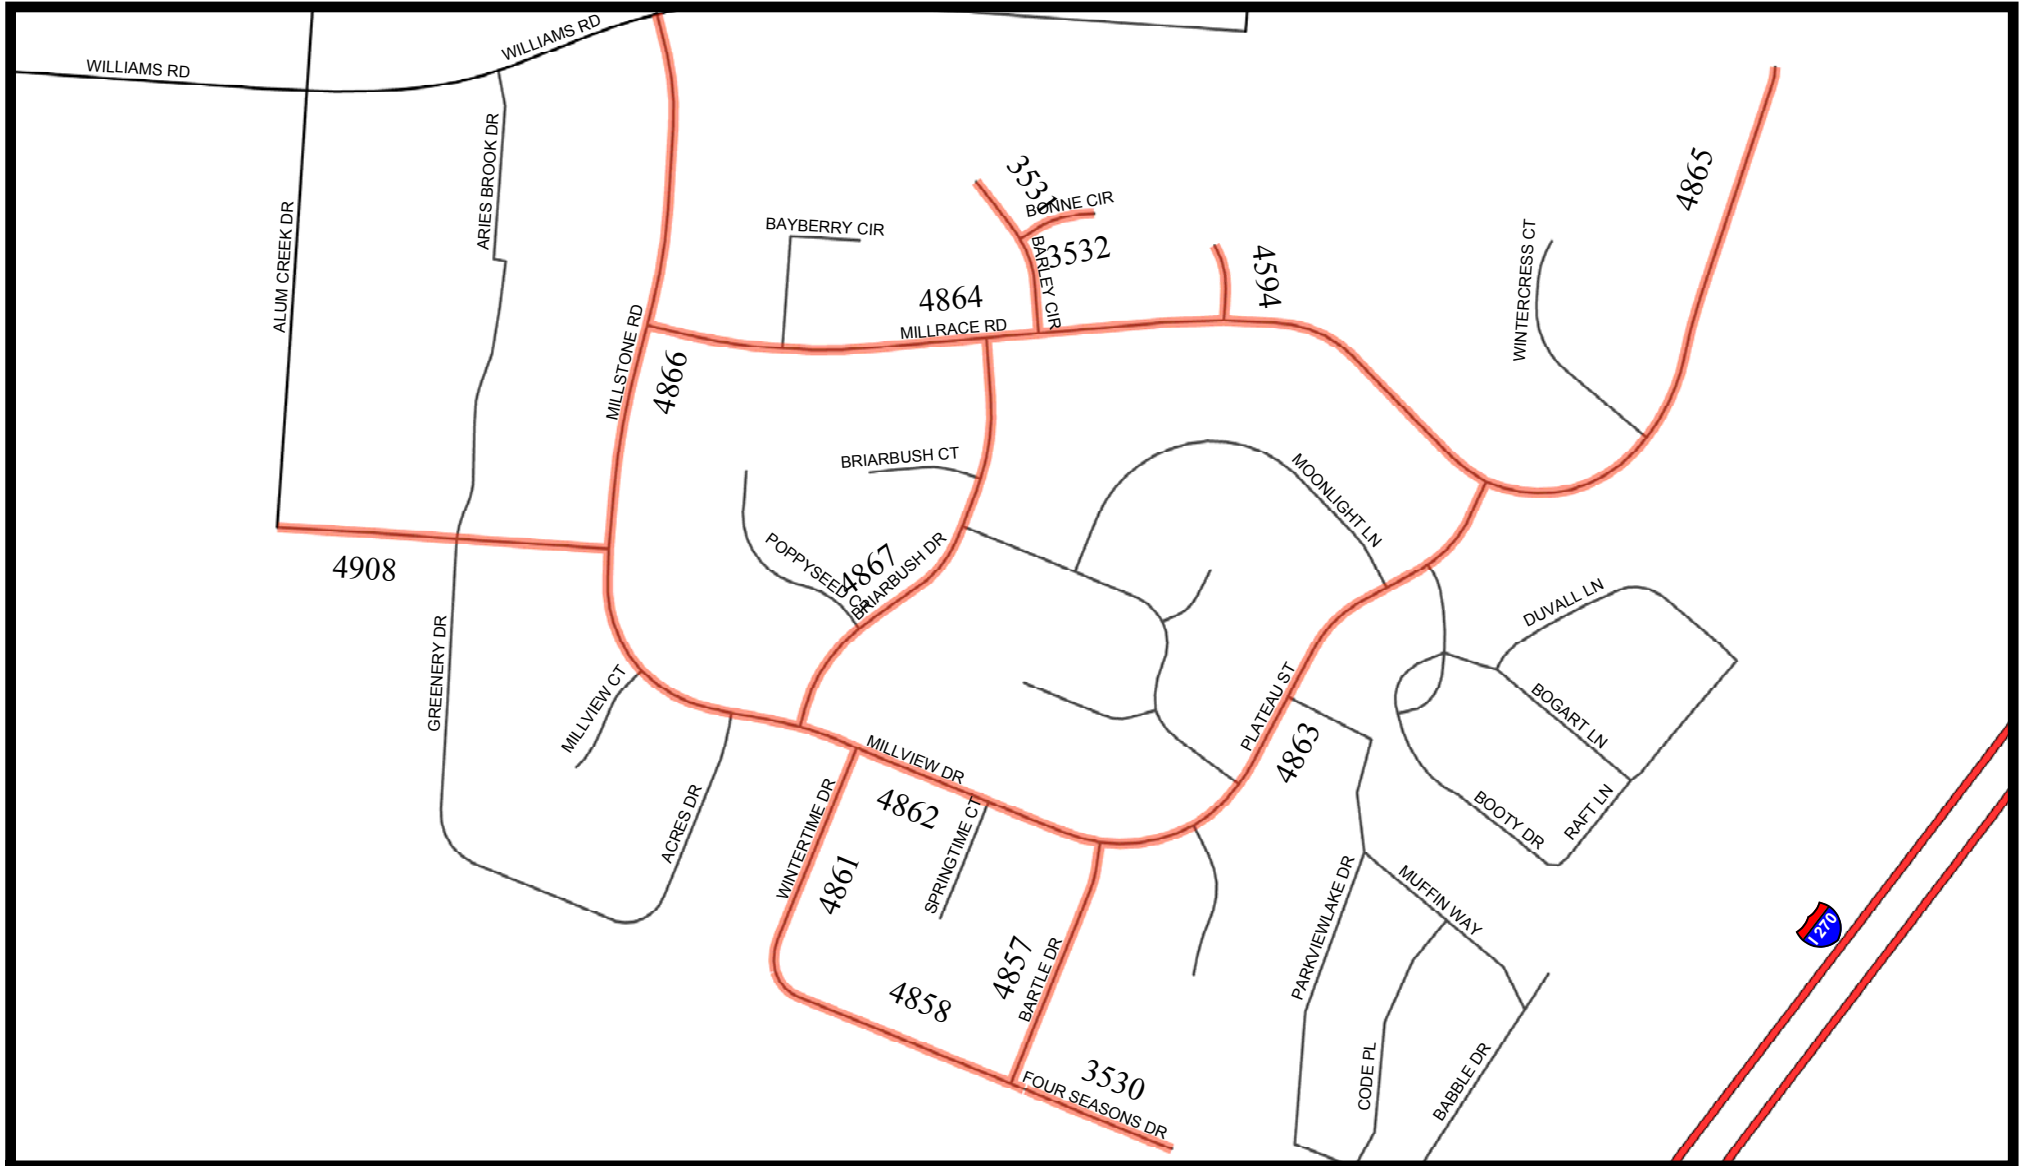 WILLIAMS RD
WILLIAMS RD
ARIES BROOK DR
ALUM CREEK DR
MILLSTONE RD
4866
BAYBERRY CIR
4864
MILLRACE RD
3531
BONNE CIR
3532
BARLEY CIR
4594
4865
WINTERCRESS CT
BRIARBUSH CT
POPPYSEED CT
4867
BRIARBUSH DR
MOONLIGHT LN
4908
GREENERY DR
MILLVIEW CT
ACRES DR
MILLVIEW DR
4862
WINTERTIME DR
4861
SPRINGTIME CT
4858
4857
BARTLE DR
3530
FOUR SEASONS DR
PLATEAU ST
4863
DUVALL LN
BOGART LN
BOOTY DR
RAFT LN
PARKVIEWLAKE DR
MUFFIN WAY
CODE PL
BABBLE DR
I 270